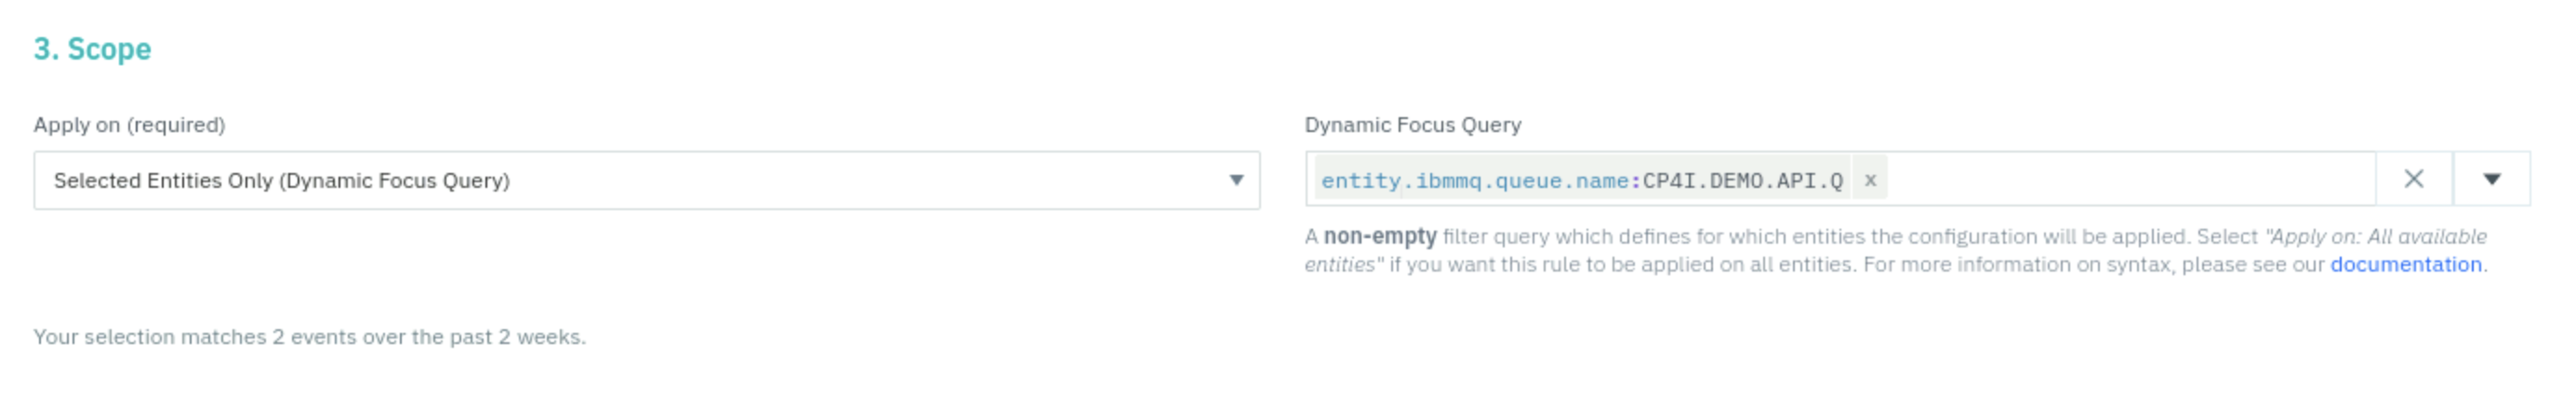 3. Scope
Apply on (required)
Selected Entities Only (Dynamic Focus Query)
Dynamic Focus Query
entity.ibmmq.queue.name:CP4I.DEMO.API.Q x
A non-empty filter query which defines for which entities the configuration will be applied. Select "Apply on: All available
entities" if you want this rule to be applied on all entities. For more information on syntax, please see our documentation.
Your selection matches 2 events over the past 2 weeks.